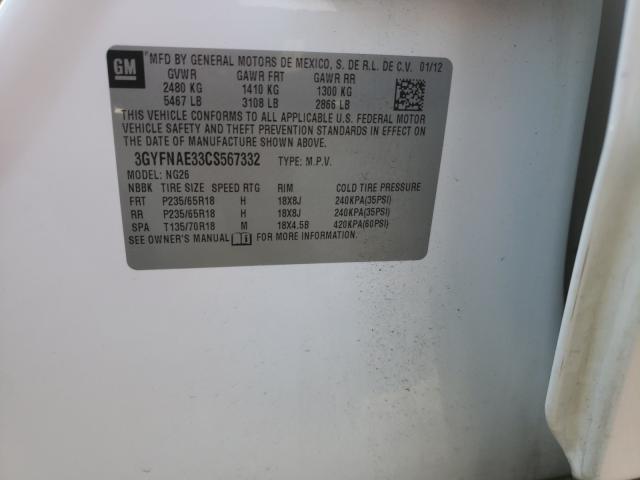 GM
MFD BY GENERAL MOTORS DE MEXICO, S. DE R.L. DE C.V. 01/12
GVWR GAWR FRT GAWR RR
2480 KG 1410 KG 1300 KG
5467 LB 3108 LB 2866 LB
THIS VEHICLE CONFORMS TO ALL APPLICABLE U.S. FEDERAL MOTOR
VEHICLE SAFETY AND THEFT PREVENTION STANDARDS IN EFFECT ON
THE DATE OF MANUFACTURE SHOWN ABOVE.
3GYFNAE33CS567332 TYPE: M.P.V.
MODEL: NG26
NBBK TIRE SIZE SPEED RTG RIM COLD TIRE PRESSURE
FRT P235/65R18 H 18X8J 240KPA(35PSI)
RR P235/65R18 H 18X8J 240KPA(35PSI)
SPA T135/70R18 M 18X4.5B 420KPA(60PSI)
SEE OWNER'S MANUAL FOR MORE INFORMATION.